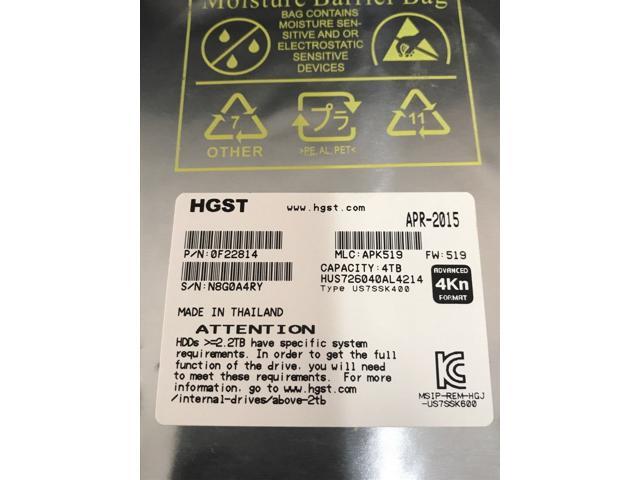 Moisture Barrier Bag
BAG CONTAINS
MOISTURE SEN-
SITIVE AND OR
ELECTROSTATIC
SENSITIVE
DEVICES
7
OTHER
プラ
>PE, AL, PET<
11
HGST
www.hgst.com
APR-2015
P/N:0F22814
MLC:APK519
FW:519
S/N:N8G0A4RY
CAPACITY:4TB
HUS726040AL4214
Type US7SSK400
ADVANCED
4Kn
FORMAT
MADE IN THAILAND
ATTENTION
HDDs >=2.2TB have specific system
requirements. In order to get the full
function of the drive, you will need
to meet these requirements. For more
information, go to www.hgst.com
/internal-drives/above-2tb
MSIP-REM-HGJ
-US7SSK600